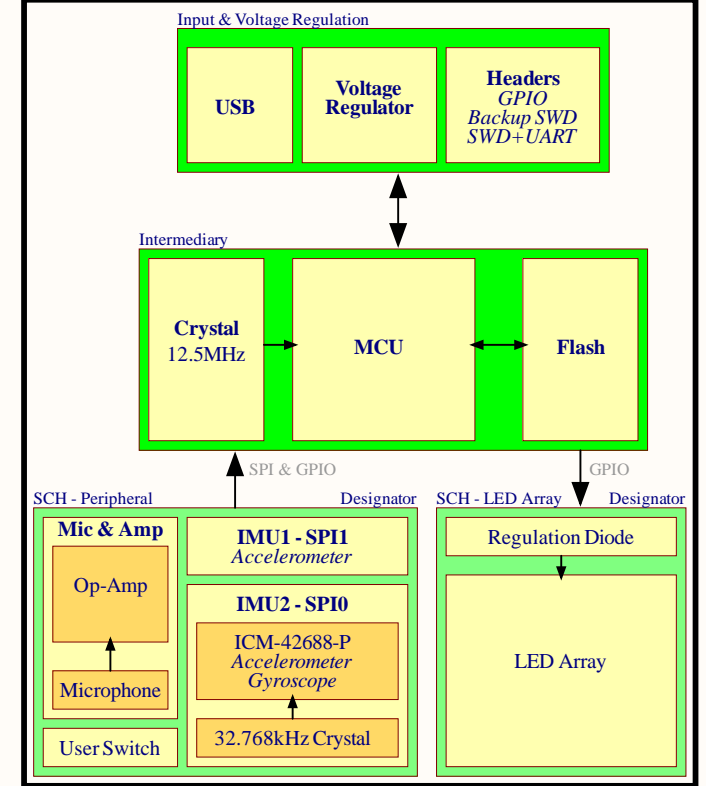 Input & Voltage Regulation
USB
Voltage
Regulator
Headers
GPIO
Backup SWD
SWD+UART
Intermediary
Crystal
12.5MHz
MCU
Flash
SPI & GPIO
GPIO
SCH - Peripheral
Designator
Mic & Amp
Op-Amp
Microphone
User Switch
IMU1 - SPI1
Accelerometer
IMU2 - SPI0
ICM-42688-P
Accelerometer
Gyroscope
32.768kHz Crystal
SCH - LED Array
Designator
Regulation Diode
LED Array